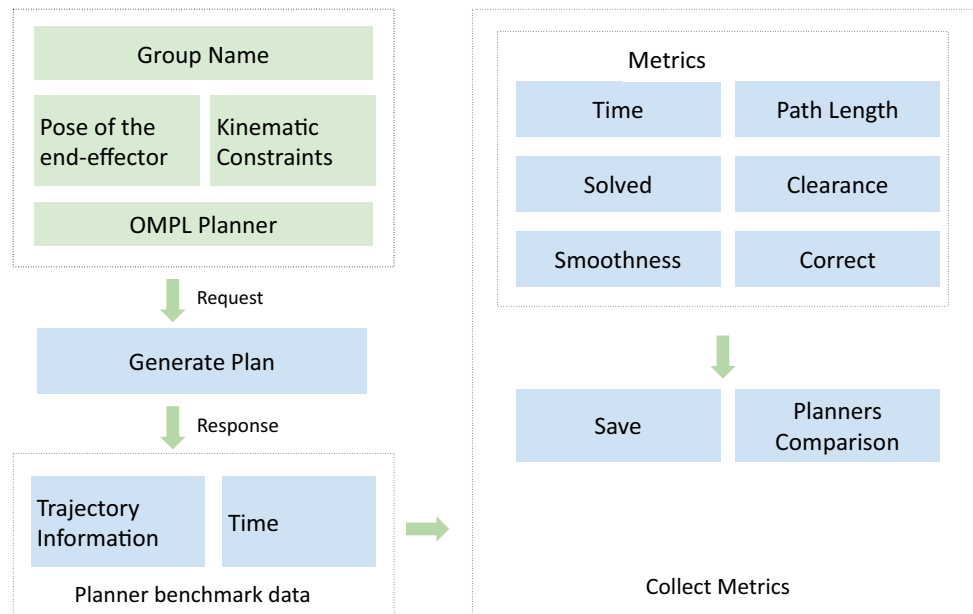 Group Name
Pose of the
end-effector
Kinematic
Constraints
OMPL Planner
Request
Generate Plan
Response
Trajectory
Information
Time
Planner benchmark data
Metrics
Time
Path Length
Solved
Clearance
Smoothness
Correct
Save
Planners
Comparison
Collect Metrics